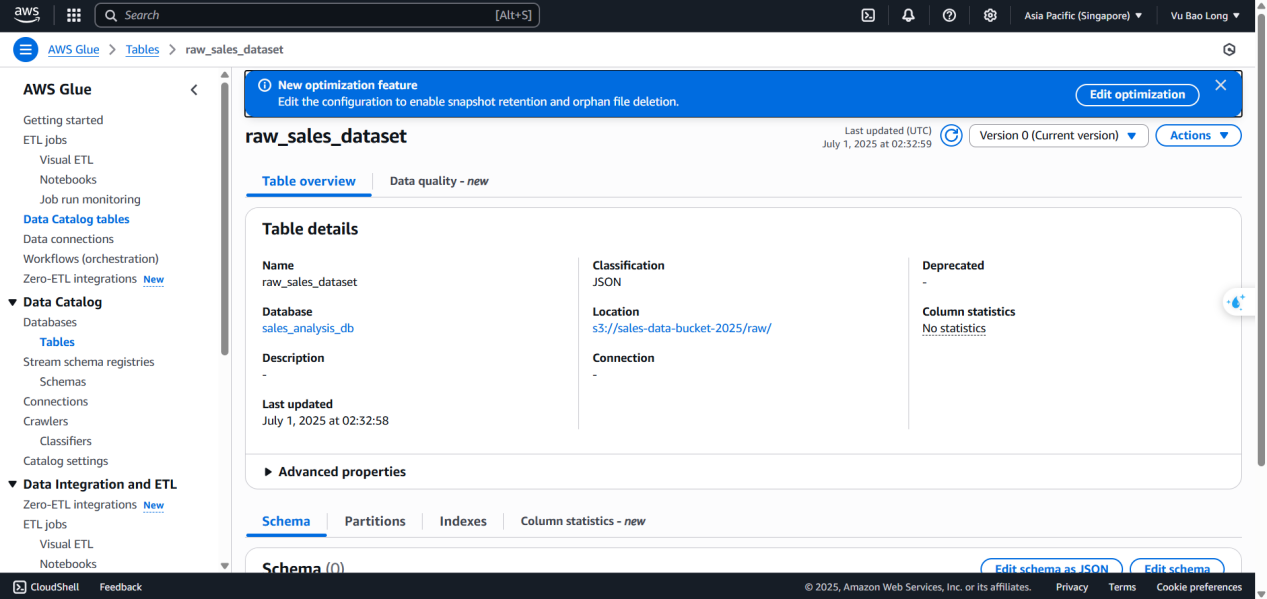 aws
Search [Alt+S]
Asia Pacific (Singapore) Vu Bao Long
AWS Glue > Tables > raw_sales_dataset
AWS Glue
Getting started
ETL jobs
Visual ETL
Notebooks
Job run monitoring
Data Catalog tables
Data connections
Workflows (orchestration)
Zero-ETL integrations New
Data Catalog
Databases
Tables
Stream schema registries
Schemas
Connections
Crawlers
Classifiers
Catalog settings
Data Integration and ETL
Zero-ETL integrations New
ETL jobs
Visual ETL
Notebooks
New optimization feature
Edit the configuration to enable snapshot retention and orphan file deletion.
Edit optimization
raw_sales_dataset
Last updated (UTC)
July 1, 2025 at 02:32:59
Version 0 (Current version)
Actions
Table overview
Data quality - new
Table details
Name
raw_sales_dataset
Database
sales_analysis_db
Description
-
Last updated
July 1, 2025 at 02:32:58
Classification
JSON
Location
s3://sales-data-bucket-2025/raw/
Connection
-
Deprecated
-
Column statistics
No statistics
Advanced properties
Schema
Partitions
Indexes
Column statistics - new
Schema (0)
Edit schema as JSON
Edit schema
CloudShell Feedback
© 2025, Amazon Web Services, Inc. or its affiliates. Privacy Terms Cookie preferences